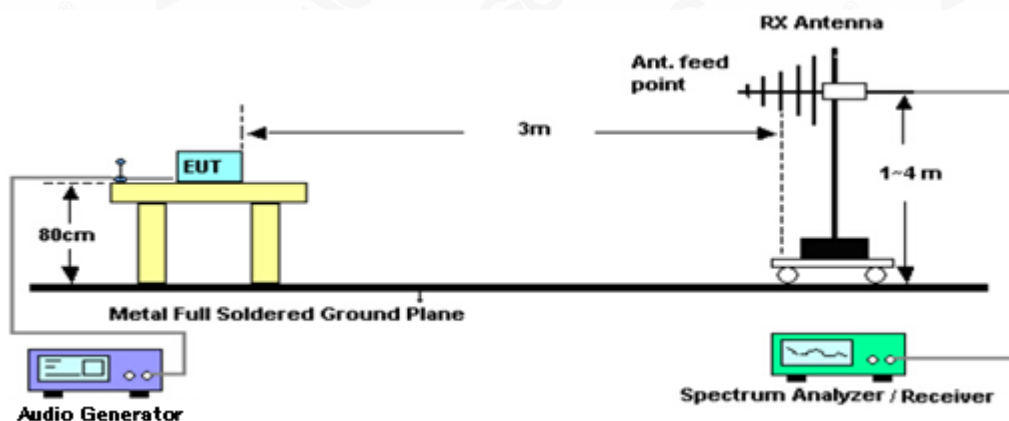 RX Antenna
Ant. feed
point
3m
EUT
1~4 m
80cm
Metal Full Soldered Ground Plane
Audio Generator
Spectrum Analyzer / Receiver